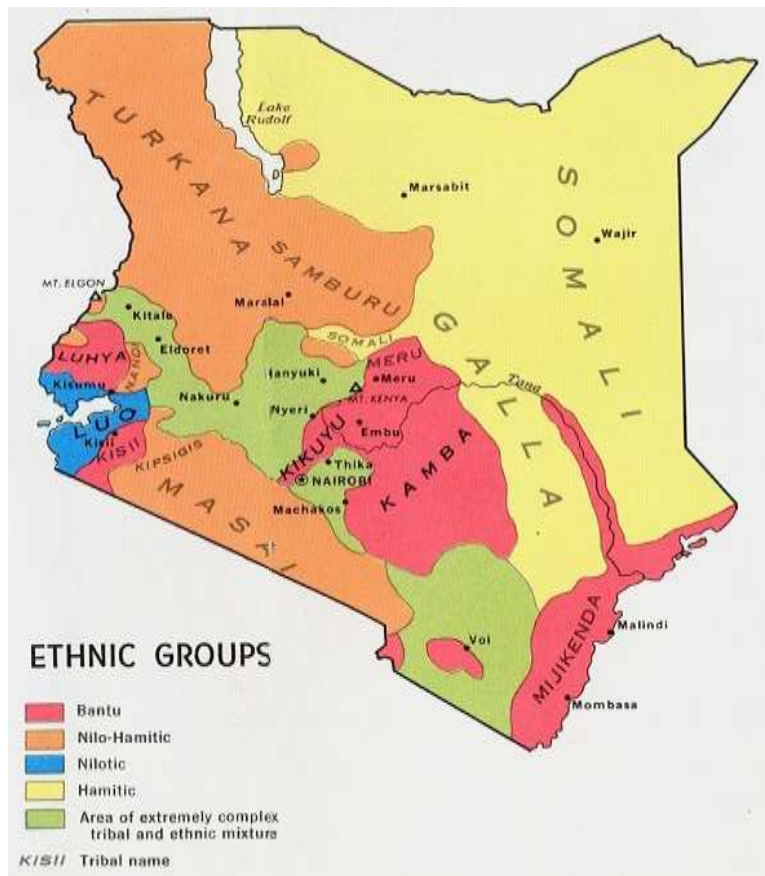 Lake
Rudolf
TURKANA
SOMALI
Marsabit
Wajir
SAMBURU
MT. ELGON
Maralal
Kitale
GALLA
SOMALI
Eldoret
LUHYA
NANDI
MERU
Nanyuki
Meru
Tana
Kisumu
MT. KENYA
Nakuru
Nyeri
LUO
Embu
Kisii
KISII
KIKUYU
KIPSIGIS
KAMBA
Thika
NAIROBI
MASAI
Machakos
MIJIKENDA
Malindi
Voi
Mombasa
ETHNIC GROUPS
Bantu
Nilo-Hamitic
Nilotic
Hamitic
Area of extremely complex
tribal and ethnic mixture
KISII Tribal name